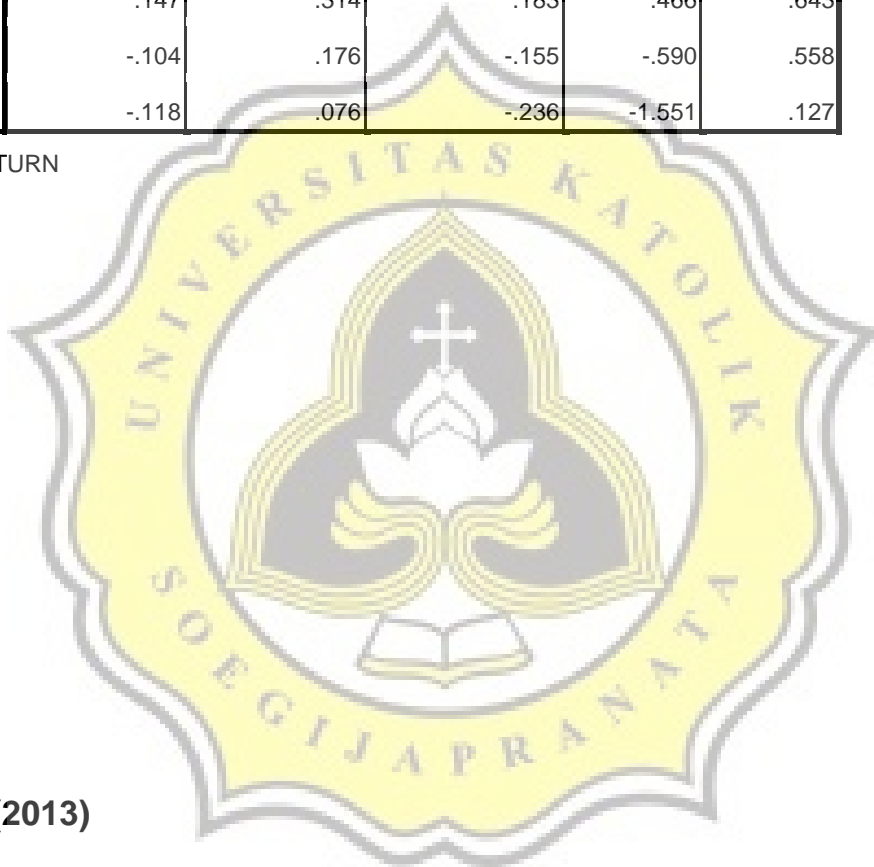 .147 .314 .183 .466 .643
-.104 .176 -.155 -.590 .558
-.118 .076 -.236 -1.551 .127
TURN
UNIVERSITAS KATOLIK
SOEGIJAPRANATA
(2013)